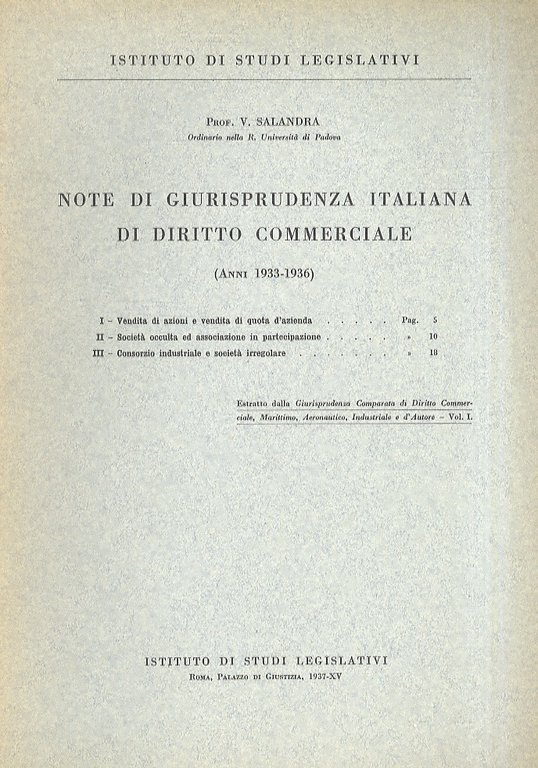 ISTITUTO DI STUDI LEGISLATIVI
PROF. V. SALANDRA
Ordinario nella R. Università di Padova
NOTE DI GIURISPRUDENZA ITALIANA
DI DIRITTO COMMERCIALE
(ANNI 1933-1936)
I - Vendita di azioni e vendita di quota d'azienda . . . . . Pag. 5
II - Società occulta ed associazione in partecipazione . . . . . » 10
III - Consorzio industriale e società irregolare . . . . . . . » 18
Estratto dalla Giurisprudenza Comparata di Diritto Commer-
ciale, Marittimo, Aeronautico, Industriale e d'Autore - Vol. I.
ISTITUTO DI STUDI LEGISLATIVI
ROMA, PALAZZO DI GIUSTIZIA, 1937-XV